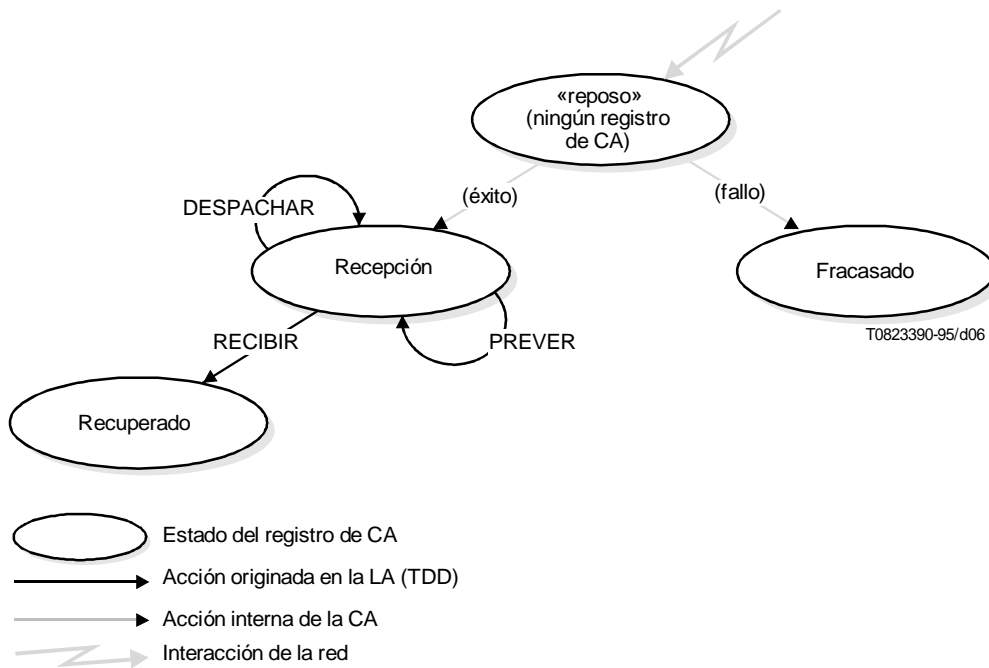 «reposo»
(ningún registro
de CA)
(éxito)
(fallo)
DESPACHAR
Recepción
Fracasado
T0823390-95/d06
RECIBIR
PREVER
Recuperado
Estado del registro de CA
Acción originada en la LA (TDD)
Acción interna de la CA
Interacción de la red